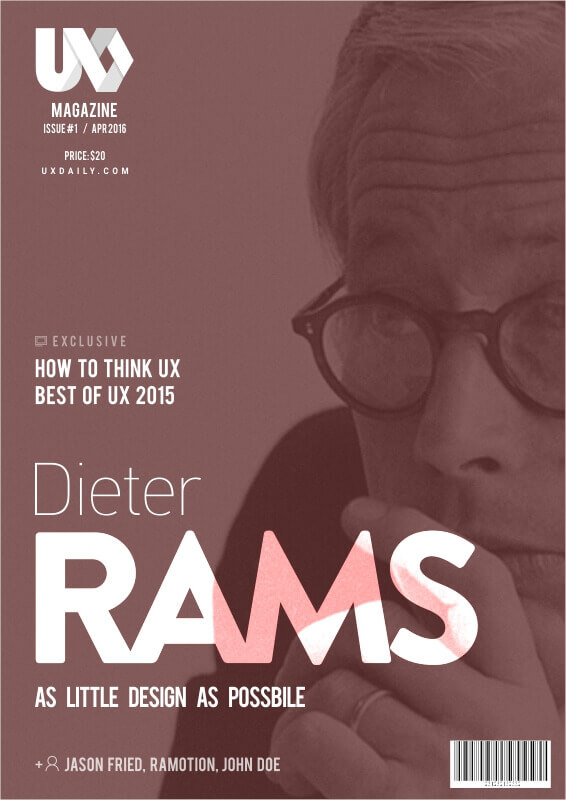 UX
MAGAZINE
ISSUE#1 / APR 2016
PRICE:$20
UXDAILY.COM
EXCLUSIVE
HOW TO THINK UX
BEST OF UX 2015
Dieter
RAMS
AS LITTLE DESIGN AS POSSBILE
+ JASON FRIED, RAMOTION, JOHN DOE